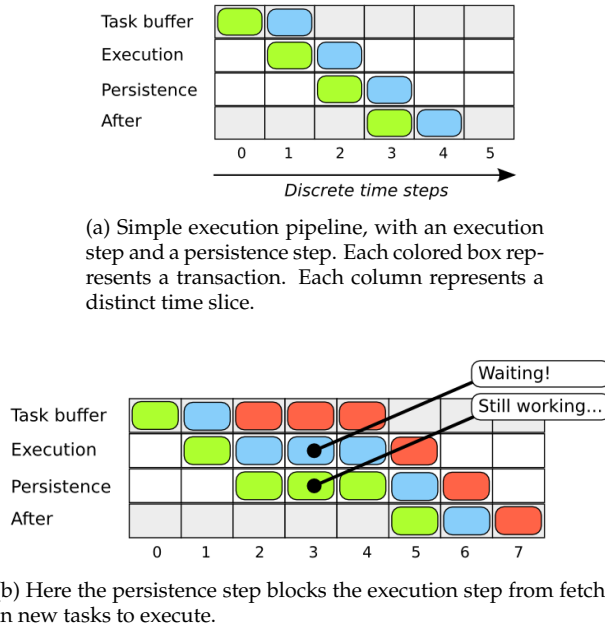 Task buffer
Execution
Persistence
After
0 1 2 3 4 5
Discrete time steps
(a) Simple execution pipeline, with an execution
step and a persistence step. Each colored box rep-
resents a transaction. Each column represents a
distinct time slice.
Waiting!
Still working...
Task buffer
Execution
Persistence
After
0 1 2 3 4 5 6 7
b) Here the persistence step blocks the execution step from fetch
n new tasks to execute.